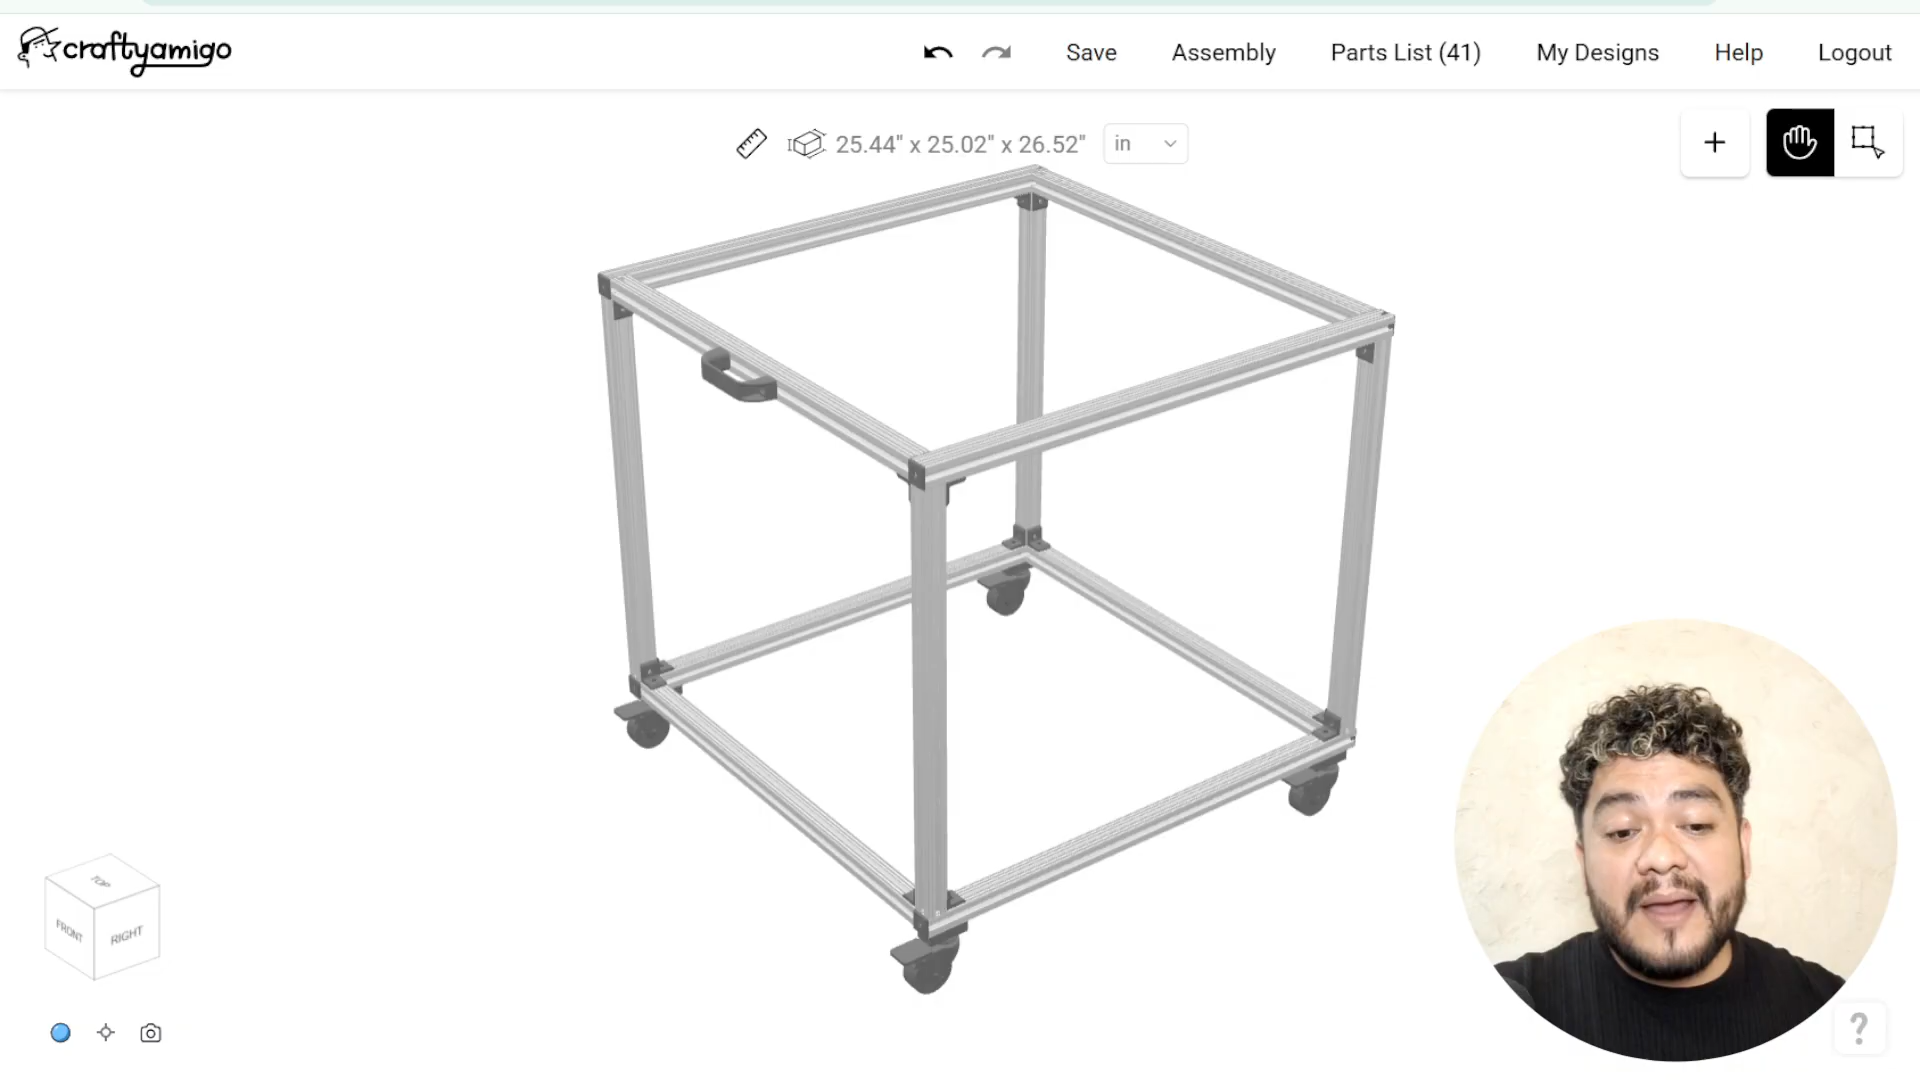 craftyamigo
Save Assembly Parts List (41) My Designs Help Logout
25.44" x 25.02" x 26.52" in
TOP
FRONT RIGHT
?